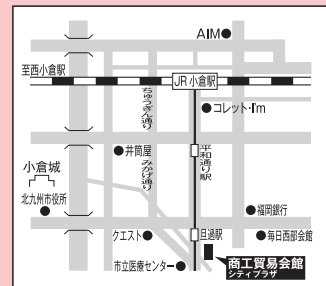 AIM
至西小倉駅
JR 小倉駅
ちゅうぎん通り
コレット・I'm
平和通り駅
井筒屋
みかげ通り
小倉城
北九州市役所
福岡銀行
クエスト
旦過駅
毎日西部会館
商工貿易会館
シティプラザ
市立医療センター